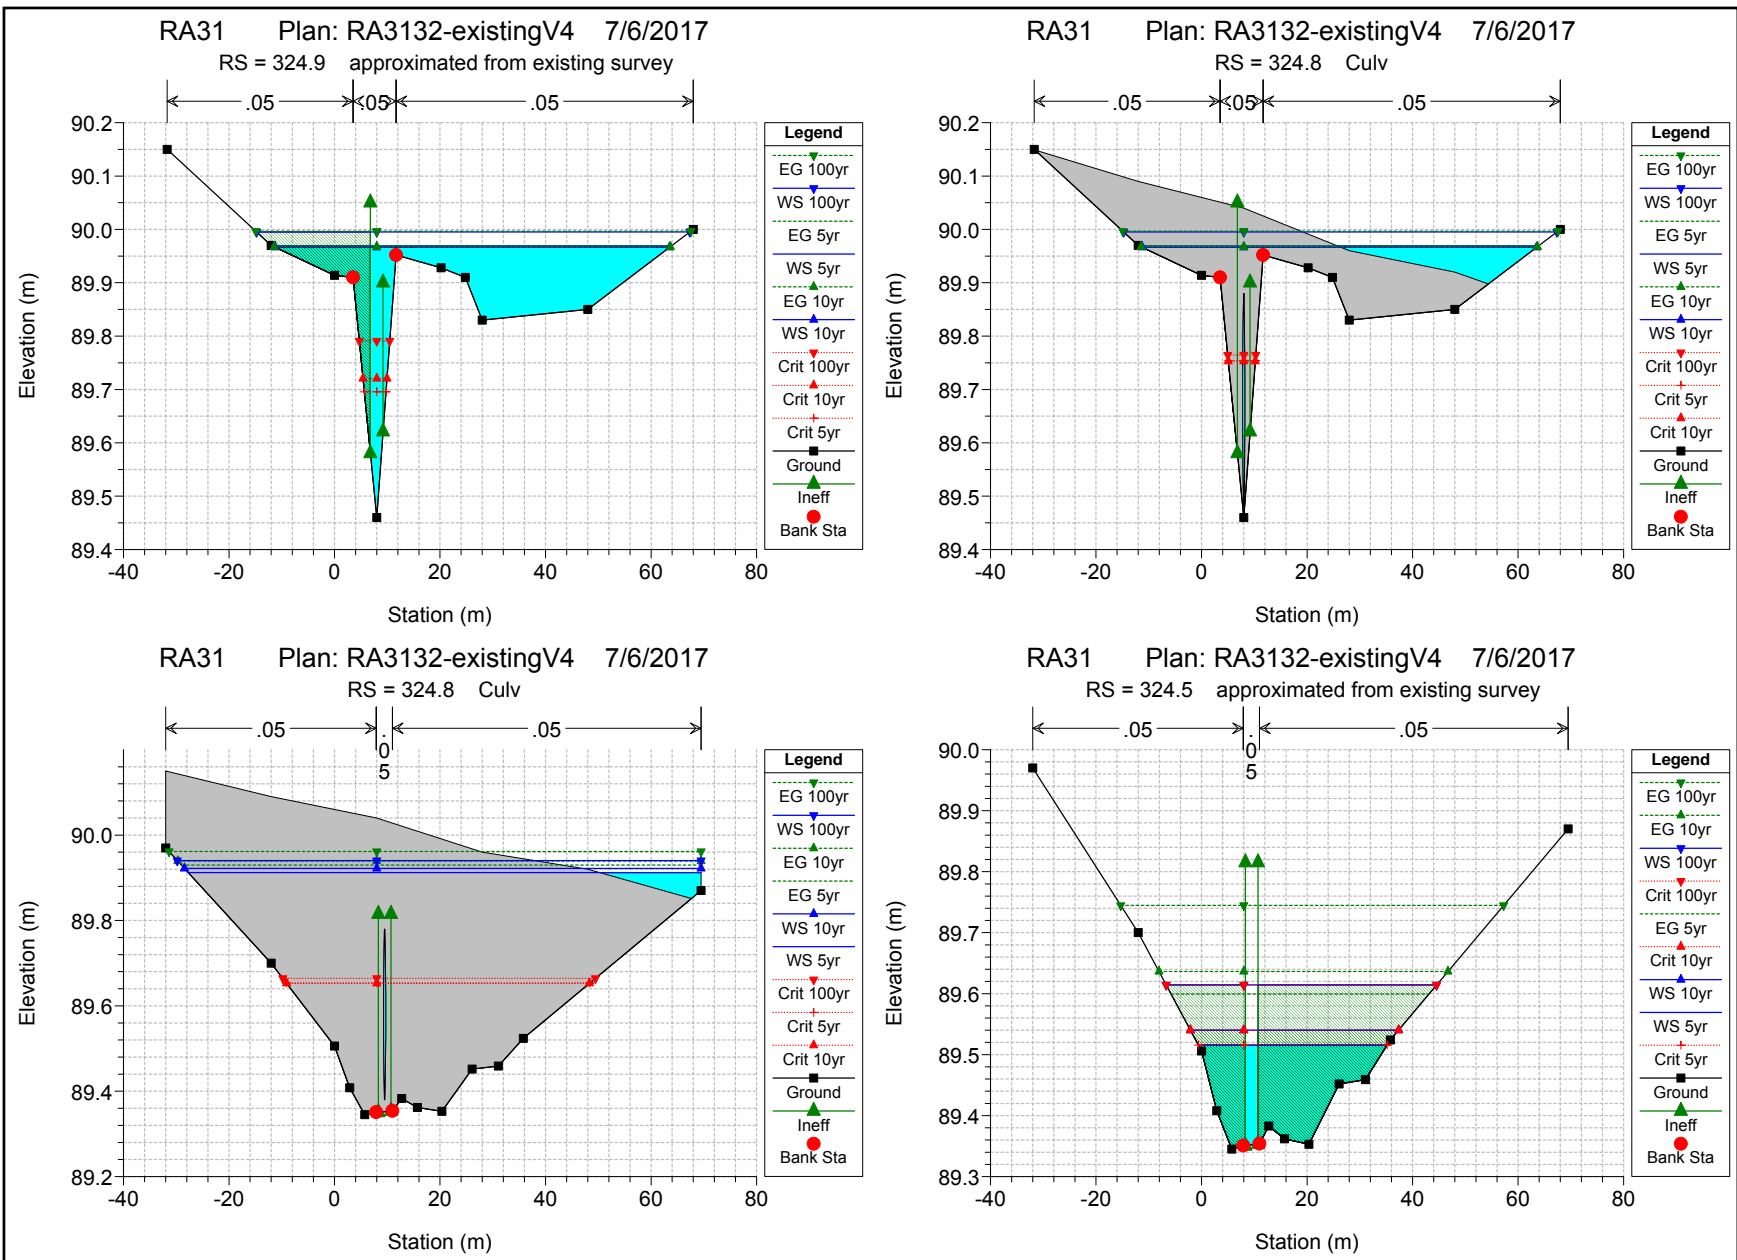 RA31 Plan: RA3132-existingV4 7/6/2017
RS = 324.9 approximated from existing survey
.05 .05 .05
90.2
90.1
90.0
89.9
89.8
89.7
89.6
89.5
89.4
-40 -20 0 20 40 60 80
Station (m)
Elevation (m)
Legend
EG 100yr
WS 100yr
EG 5yr
WS 5yr
EG 10yr
WS 10yr
Crit 100yr
Crit 10yr
Crit 5yr
Ground
Ineff
Bank Sta
RA31 Plan: RA3132-existingV4 7/6/2017
RS = 324.8 Culv
.05 .05 .05
90.2
90.1
90.0
89.9
89.8
89.7
89.6
89.5
89.4
-40 -20 0 20 40 60 80
Station (m)
Elevation (m)
Legend
EG 100yr
WS 100yr
EG 5yr
WS 5yr
EG 10yr
WS 10yr
Crit 100yr
Crit 5yr
Crit 10yr
Ground
Ineff
Bank Sta
RA31 Plan: RA3132-existingV4 7/6/2017
RS = 324.8 Culv
.05 .05 .05
90.0
89.8
89.6
89.4
89.2
-40 -20 0 20 40 60 80
Station (m)
Elevation (m)
Legend
EG 100yr
WS 100yr
EG 10yr
EG 5yr
WS 10yr
WS 5yr
Crit 100yr
Crit 5yr
Crit 10yr
Ground
Ineff
Bank Sta
RA31 Plan: RA3132-existingV4 7/6/2017
RS = 324.5 approximated from existing survey
.05 .05 .05
90.0
89.9
89.8
89.7
89.6
89.5
89.4
89.3
-40 -20 0 20 40 60 80
Station (m)
Elevation (m)
Legend
EG 100yr
EG 10yr
WS 100yr
Crit 100yr
EG 5yr
Crit 10yr
WS 10yr
WS 5yr
Crit 5yr
Ground
Ineff
Bank Sta